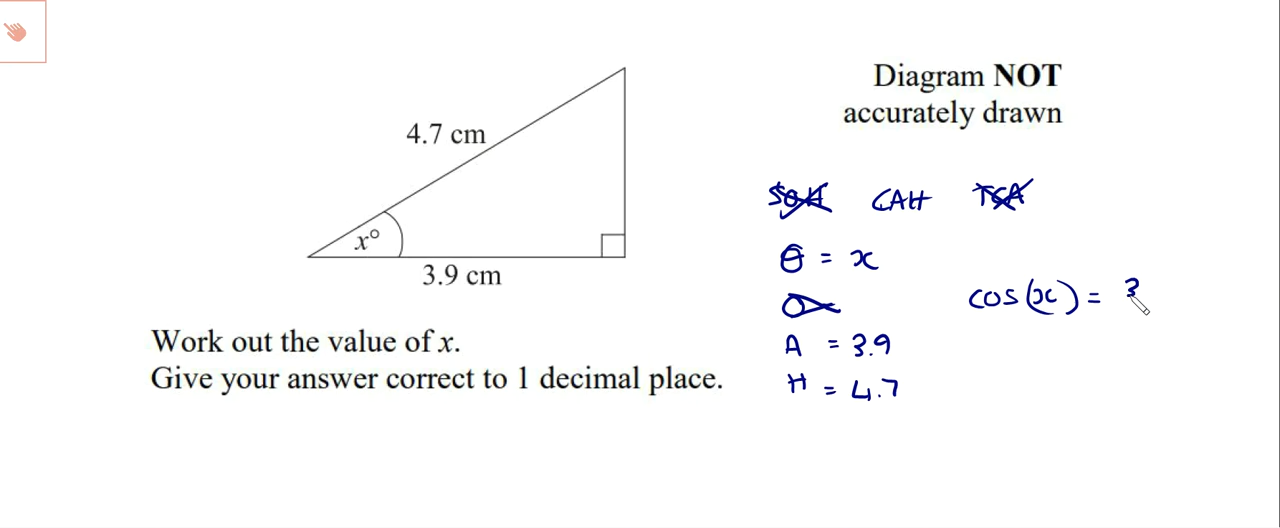 Diagram NOT
accurately drawn
4.7 cm
x°
3.9 cm
SOH CAH TOA
θ = x
O
cos(x) = 3
A = 3.9
H = 4.7
Work out the value of x.
Give your answer correct to 1 decimal place.